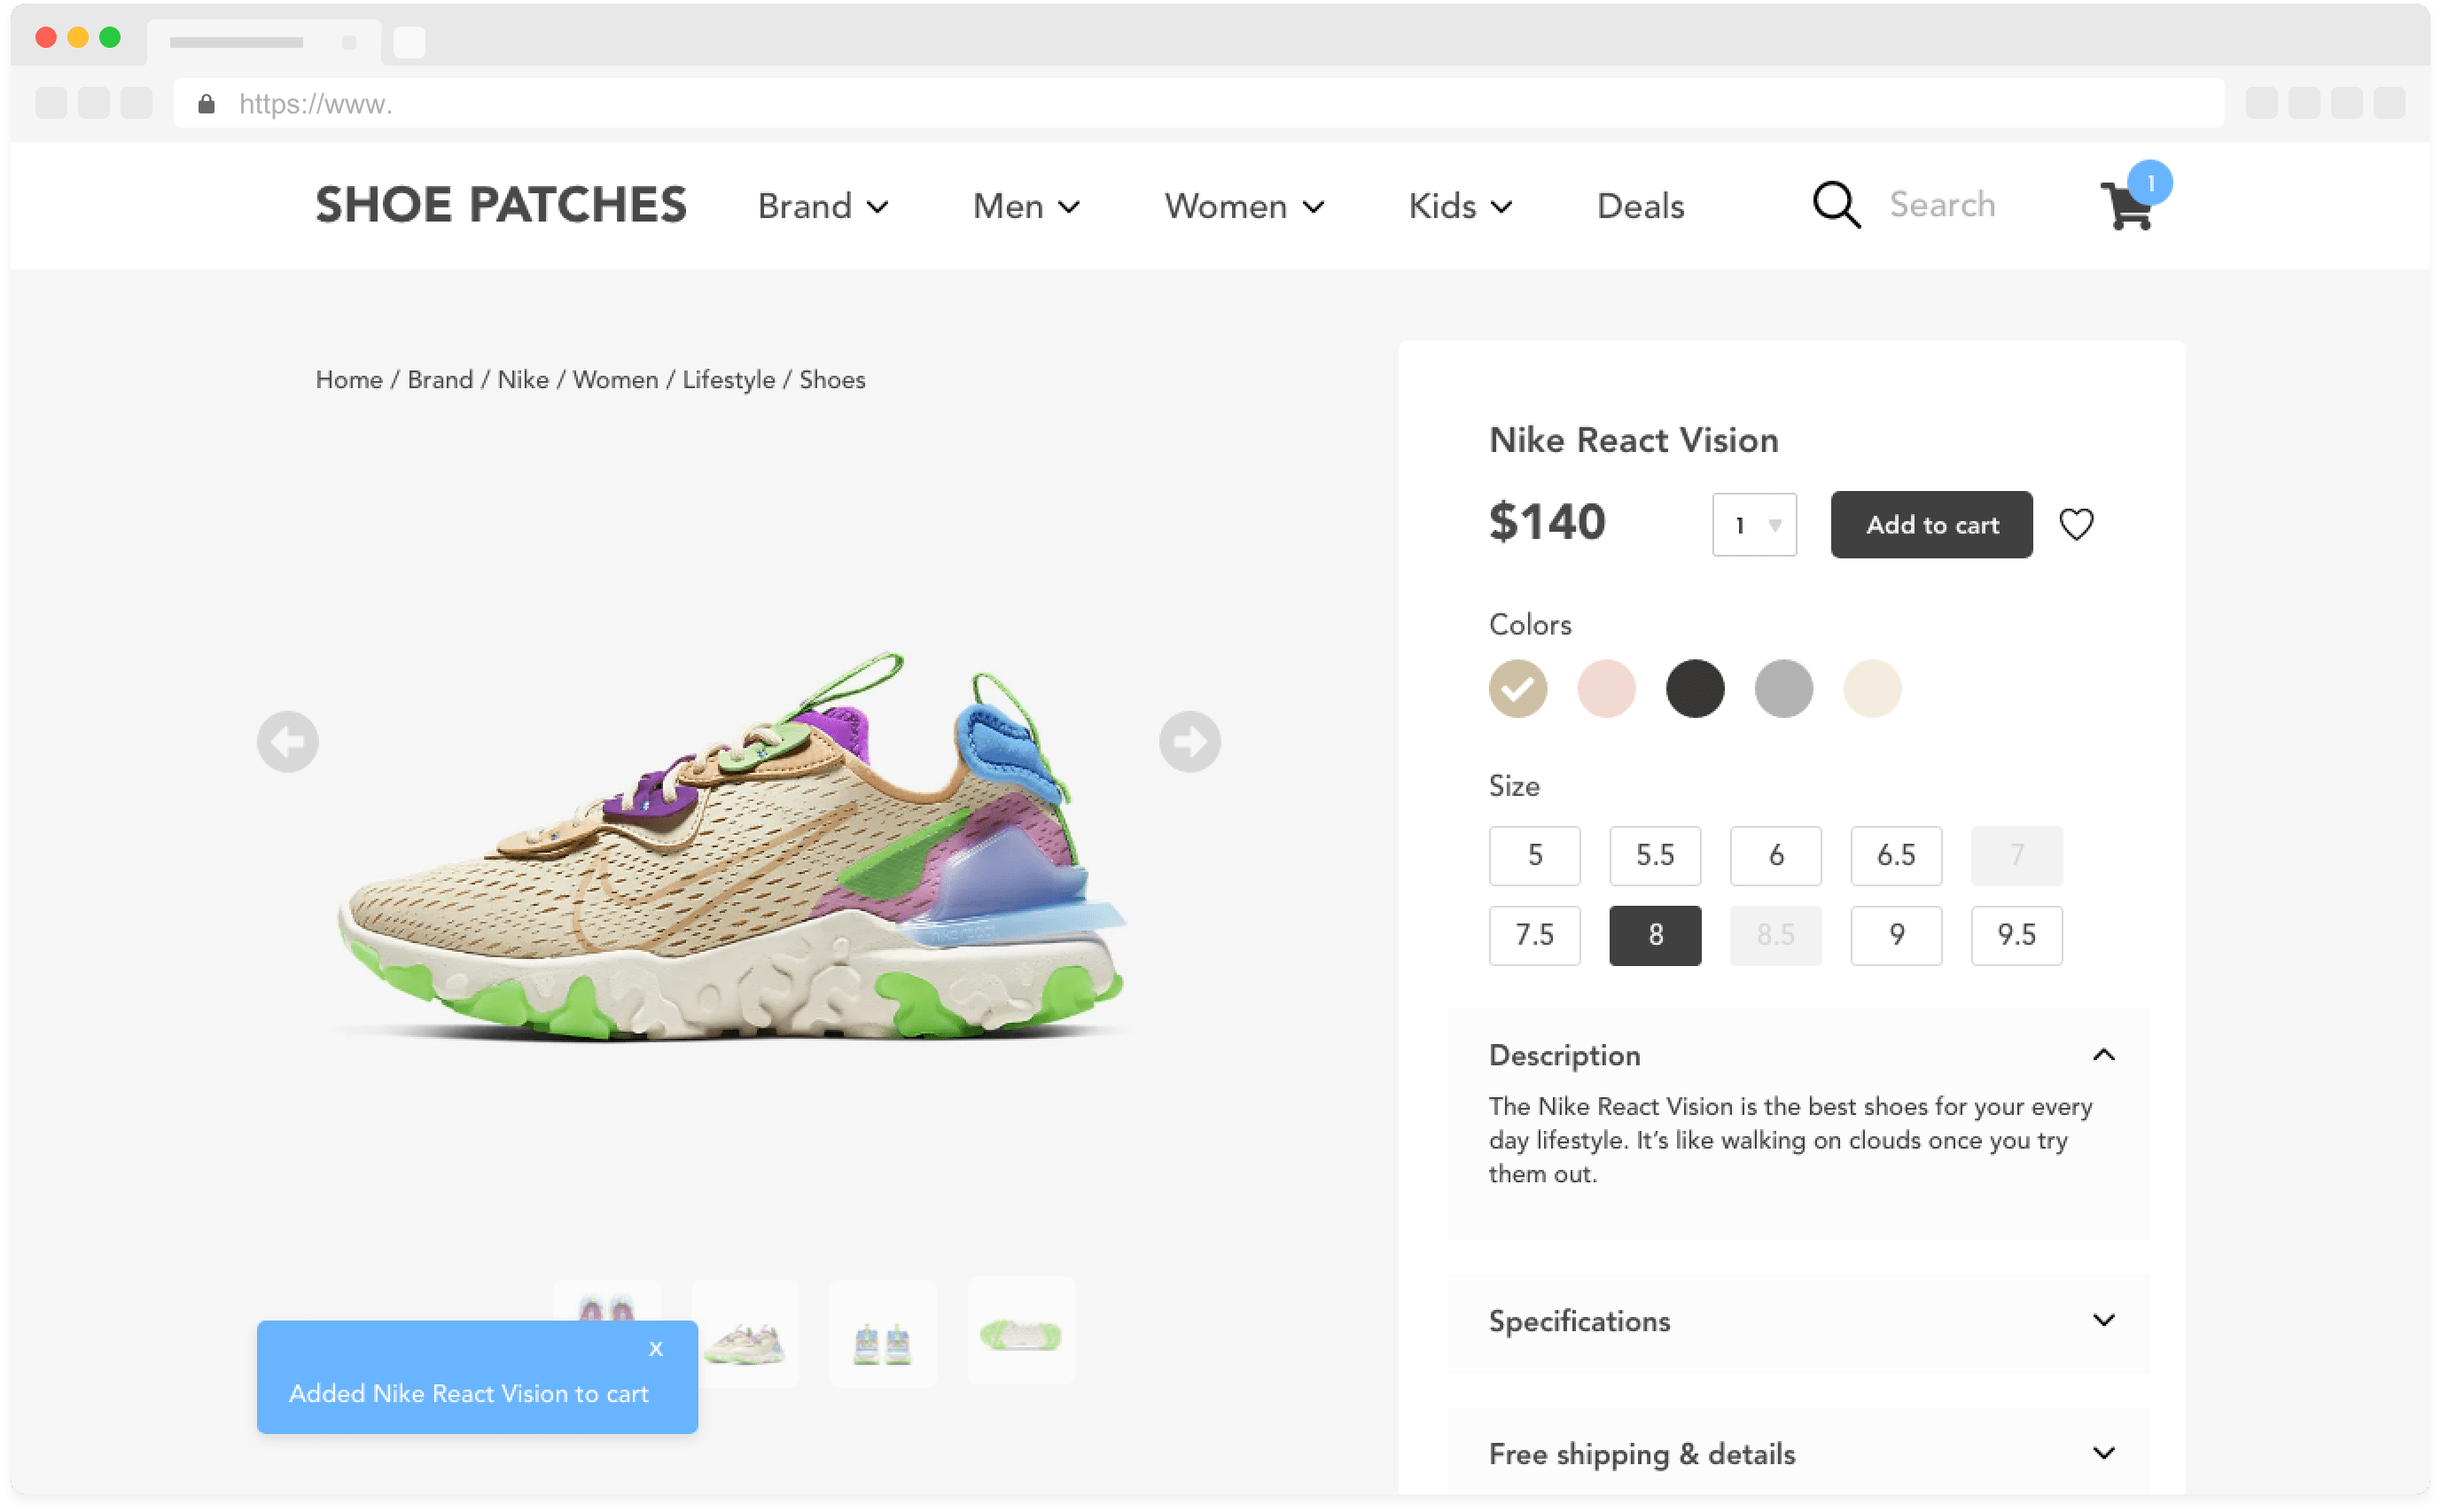 https://www.
SHOE PATCHES
Brand
Men
Women
Kids
Deals
Search
1
Home / Brand / Nike / Women / Lifestyle / Shoes
Nike React Vision
$140
1
Add to cart
Colors
Size
5
5.5
6
6.5
7
7.5
8
8.5
9
9.5
Description
The Nike React Vision is the best shoes for your every
day lifestyle. It’s like walking on clouds once you try
them out.
Specifications
Free shipping & details
x
Added Nike React Vision to cart